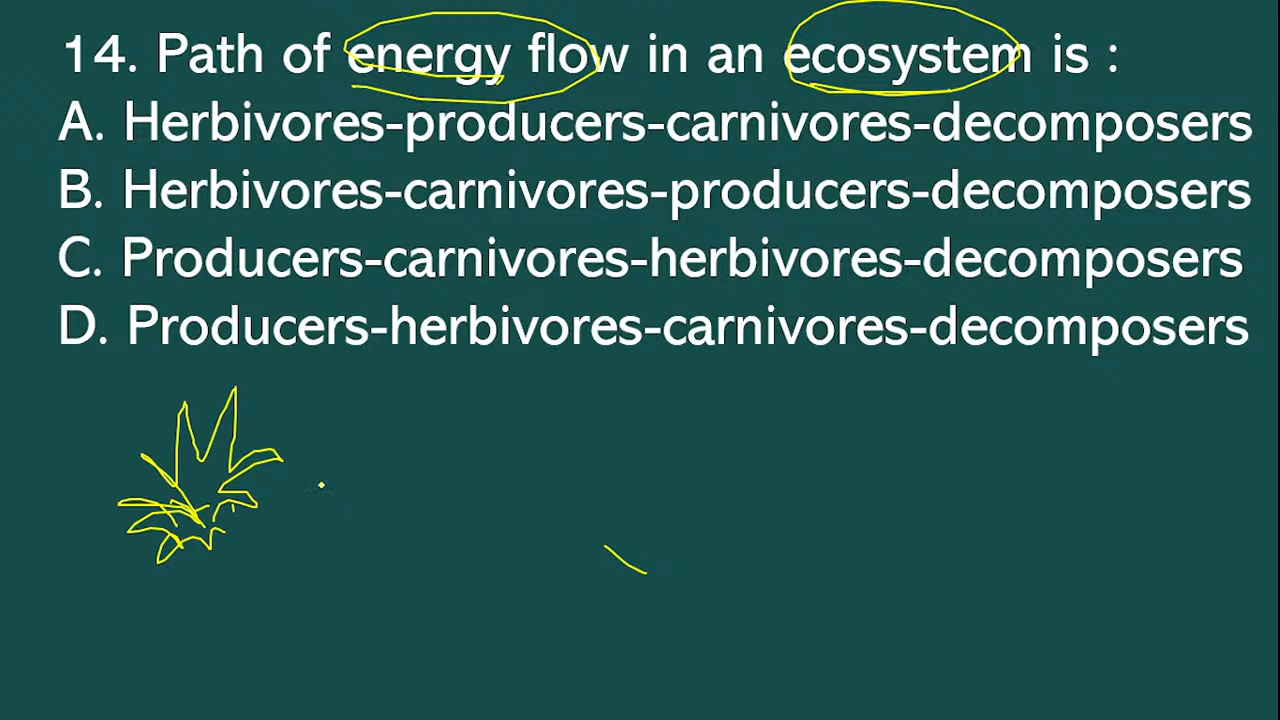 14. Path of energy flow in an ecosystem is :
A. Herbivores-producers-carnivores-decomposers
B. Herbivores-carnivores-producers-decomposers
C. Producers-carnivores-herbivores-decomposers
D. Producers-herbivores-carnivores-decomposers